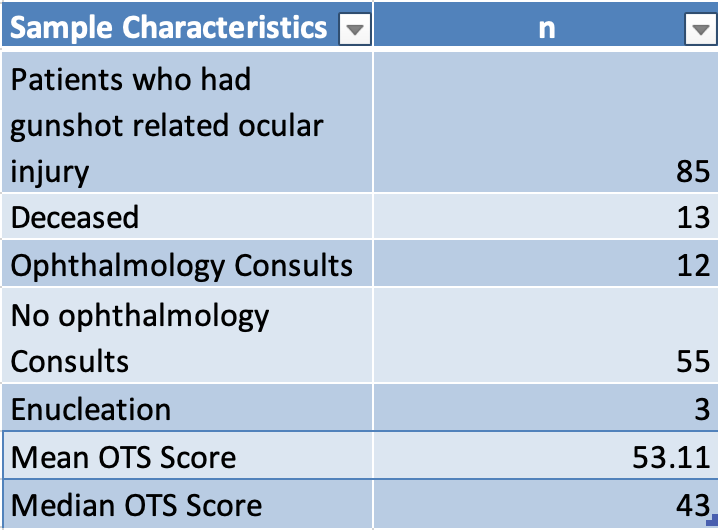 Sample Characteristics n
Patients who had
gunshot related ocular
injury 85
Deceased 13
Ophthalmology Consults 12
No ophthalmology
Consults 55
Enucleation 3
Mean OTS Score 53.11
Median OTS Score 43